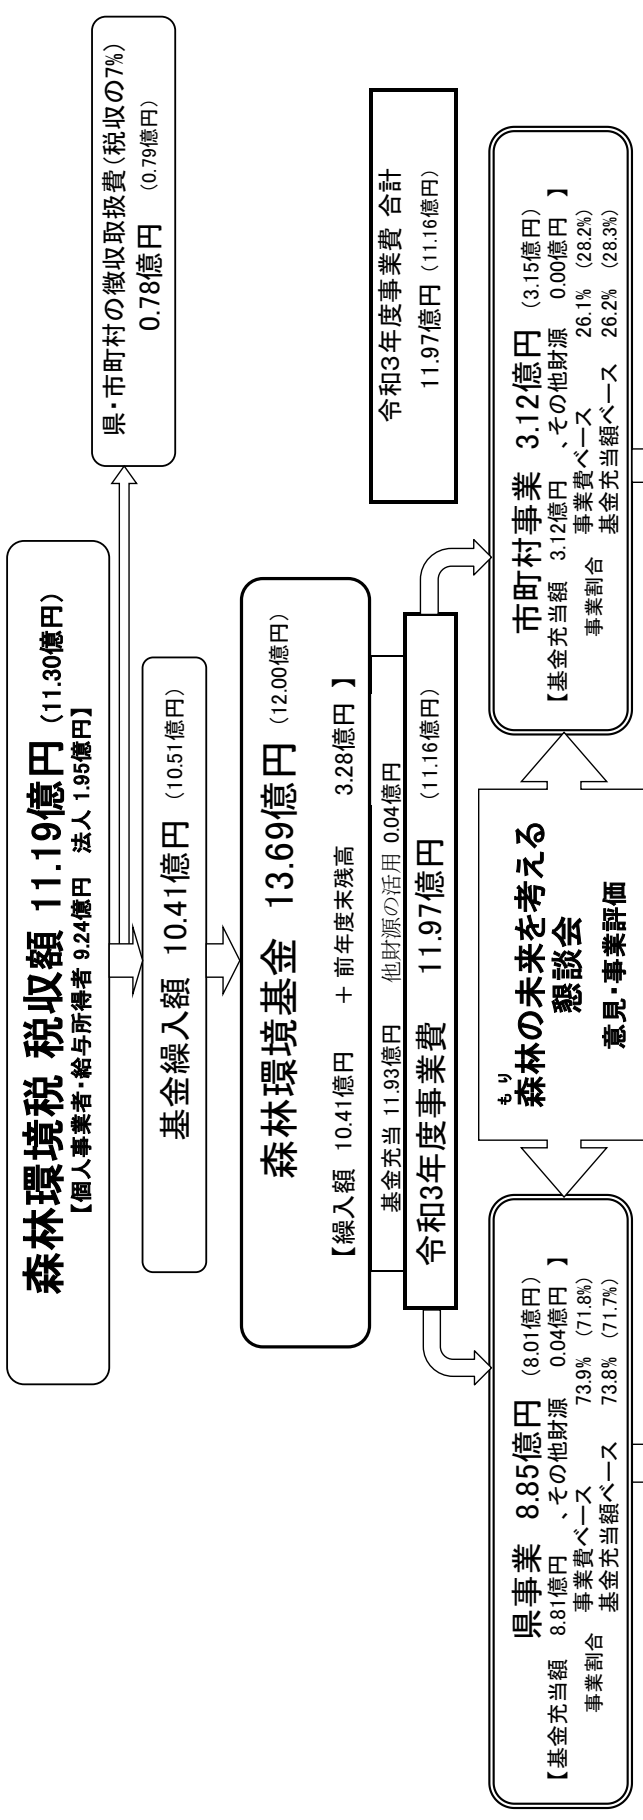 森林環境税 税収額 11.19億円 (11.30億円)
【個人事業者・給与所得者 9.24億円 法人 1.95億円】
県・市町村の徴収取扱費(税収の7%)
0.78億円 (0.79億円)
基金繰入額 10.41億円 (10.51億円)
森林環境基金 13.69億円 (12.00億円)
【繰入額 10.41億円 + 前年度末残高 3.28億円 】
基金充当 11.93億円 他財源の活用 0.04億円
令和3年度事業費 11.97億円 (11.16億円)
令和3年度事業費 合計
11.97億円 (11.16億円)
県事業 8.85億円 (8.01億円)
【基金充当額 8.81億円 、その他財源 0.04億円 】
事業割合 事業費ベース 73.9% (71.8%)
基金充当額ベース 73.8% (71.7%)
もり
森林の未来を考える
懇談会
意見・事業評価
市町村事業 3.12億円 (3.15億円)
【基金充当額 3.12億円 、その他財源 0.00億円 】
事業割合 事業費ベース 26.1% (28.2%)
基金充当額ベース 26.2% (28.3%)